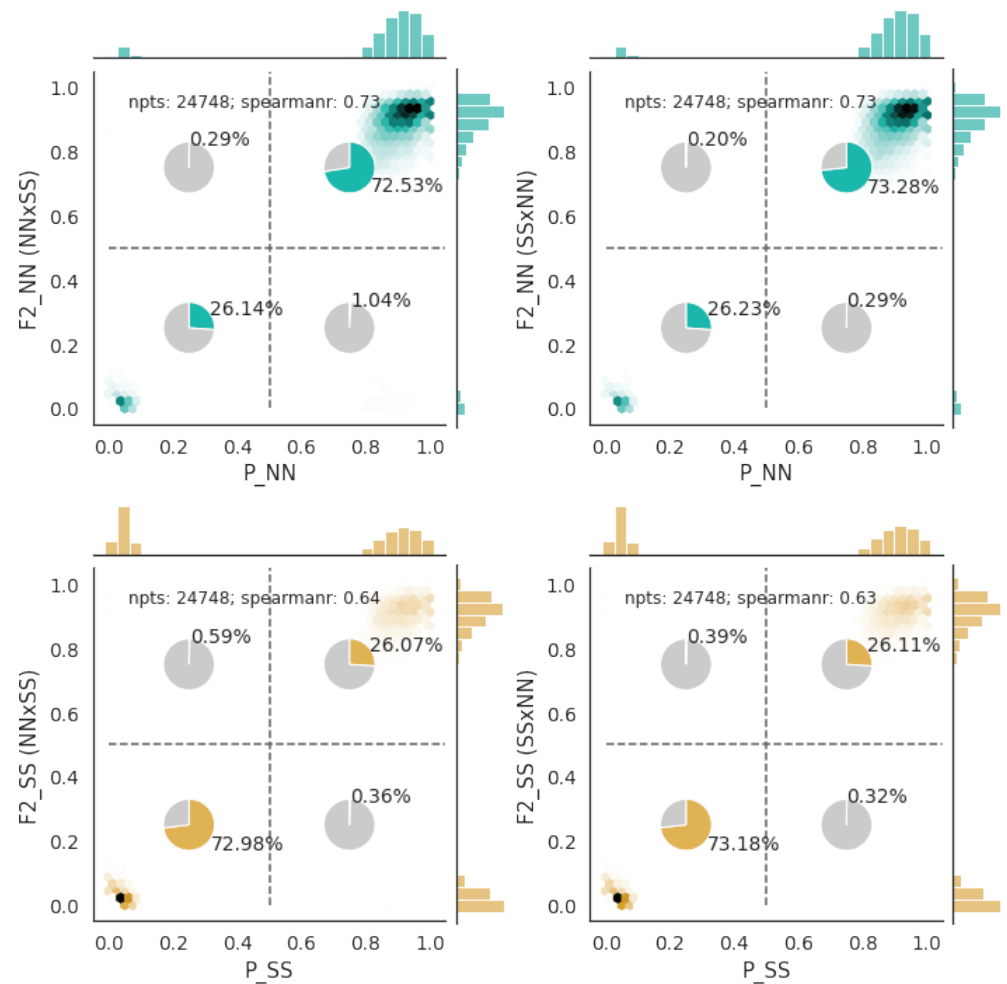 1.0
npts: 24748; spearmanr: 0.73
0.29%
0.8
72.53%
0.6
F2_NN (NNxSS)
0.4
26.14%
1.04%
0.2
0.0
0.0 0.2 0.4 0.6 0.8 1.0
P_NN
1.0
npts: 24748; spearmanr: 0.73
0.20%
0.8
73.28%
0.6
F2_NN (SSxNN)
0.4
26.23%
0.29%
0.2
0.0
0.0 0.2 0.4 0.6 0.8 1.0
P_NN
1.0
npts: 24748; spearmanr: 0.64
0.59%
26.07%
0.8
0.6
F2_SS (NNxSS)
0.4
0.36%
72.98%
0.2
0.0
0.0 0.2 0.4 0.6 0.8 1.0
P_SS
1.0
npts: 24748; spearmanr: 0.63
0.39%
26.11%
0.8
0.6
F2_SS (SSxNN)
0.4
0.32%
73.18%
0.2
0.0
0.0 0.2 0.4 0.6 0.8 1.0
P_SS